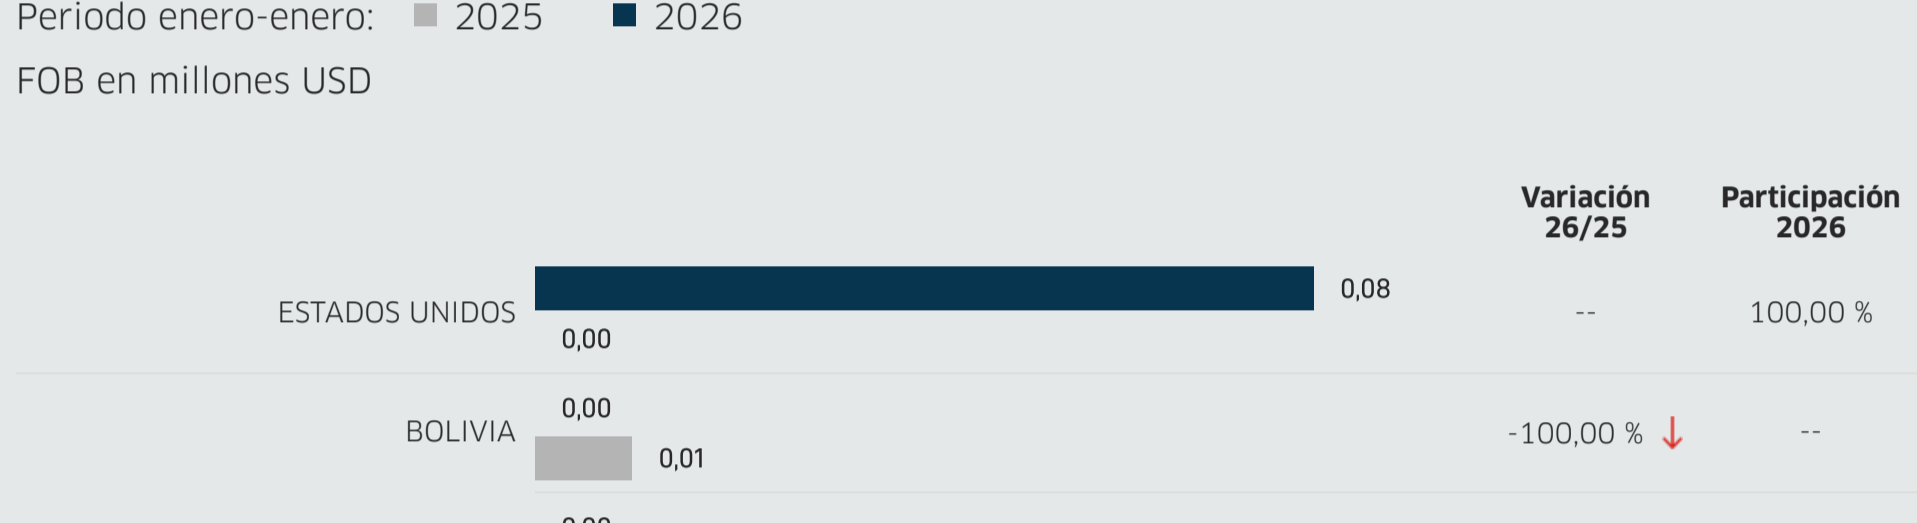 Periodo enero-enero: 2025 2026
FOB en millones USD
Variación 26/25 Participación 2026
ESTADOS UNIDOS 0,08 -- 100,00 %
0,00
0,00
BOLIVIA 0,01 -100,00 % ↓ --